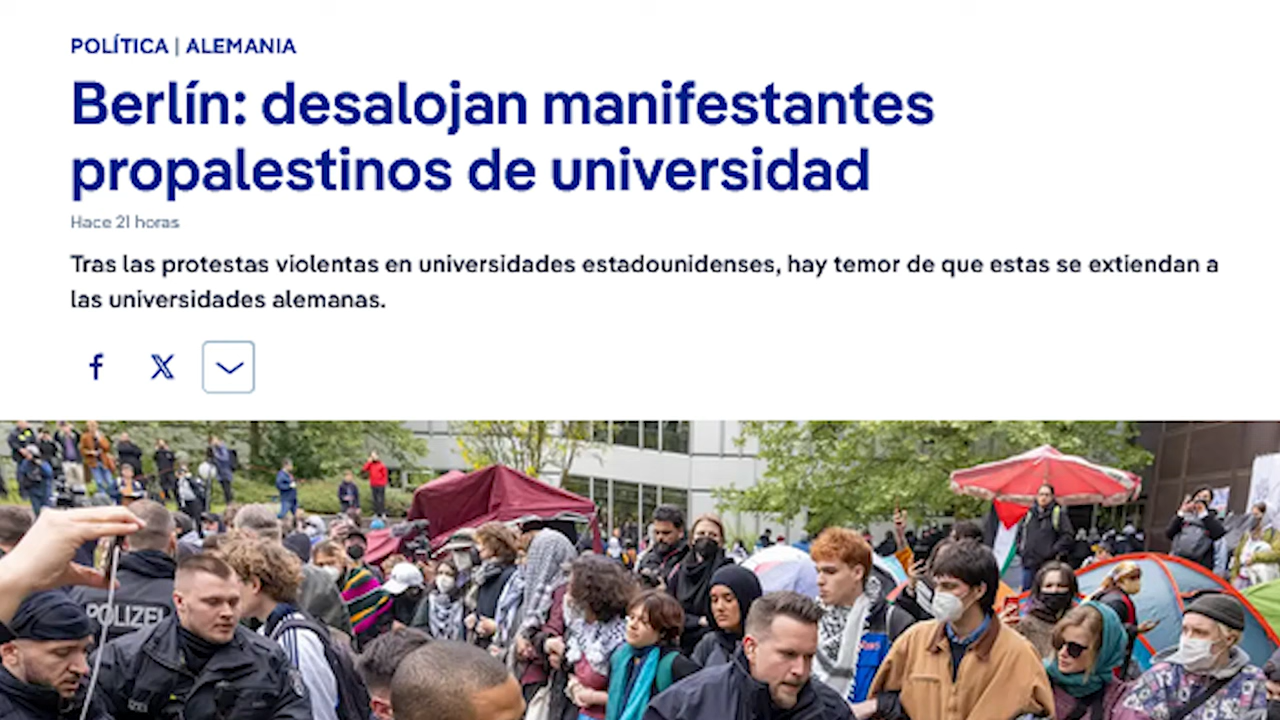 POLÍTICA | ALEMANIA
Berlín: desalojan manifestantes
propalestinos de universidad
Hace 21 horas
Tras las protestas violentas en universidades estadounidenses, hay temor de que estas se extiendan a
las universidades alemanas.
POLIZEI